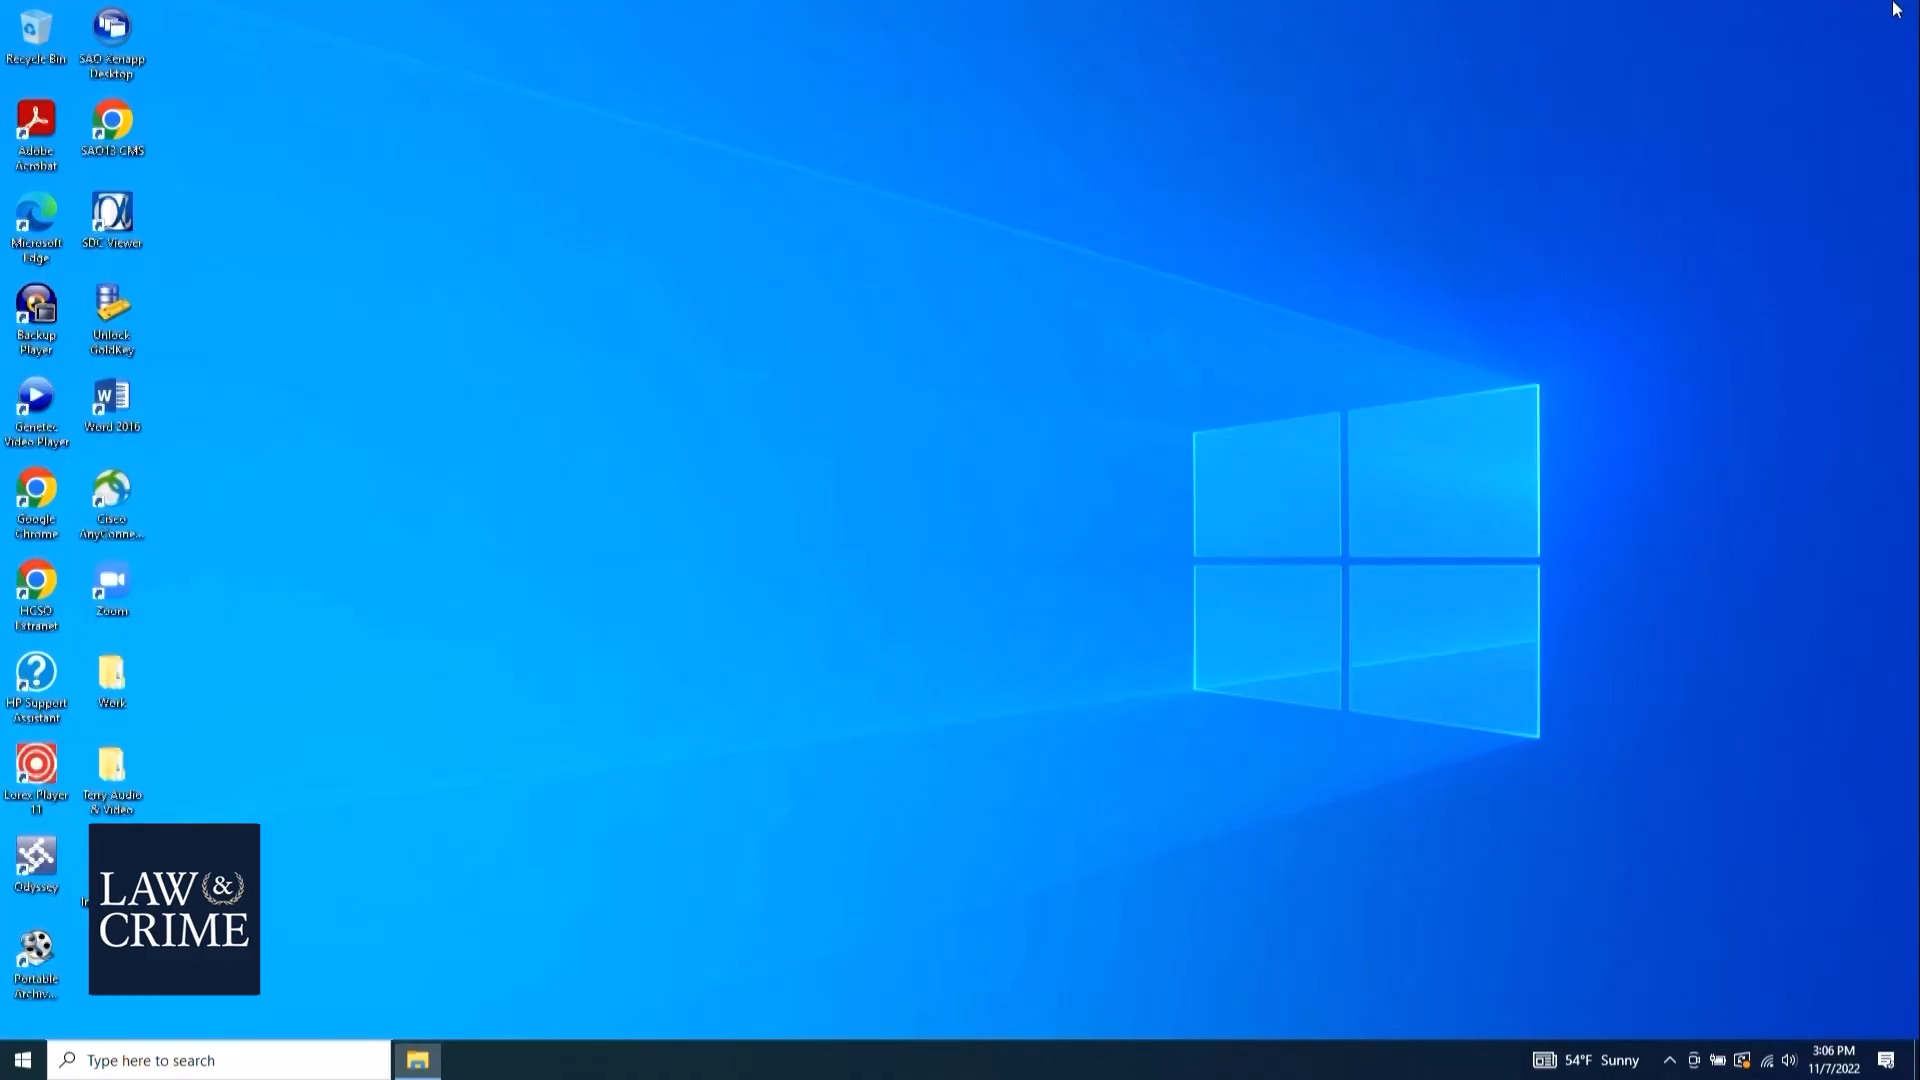 Recycle Bin
SAO Xenapp
Desktop
Adobe
Acrobat
SAO13 CMS
Microsoft
Edge
SDC Viewer
Backup
Player
Unlock
GoldKey
Genetec
Video Player
Word 2016
Google
Chrome
Cisco
AnyConne...
HCSO
Extranet
Zoom
HP Support
Assistant
Work
Lorex Player
11
Terry Audio
& Video
Odyssey
LAW &
CRIME
Portable
Archiv...
Type here to search
54°F Sunny
3:06 PM
11/7/2022